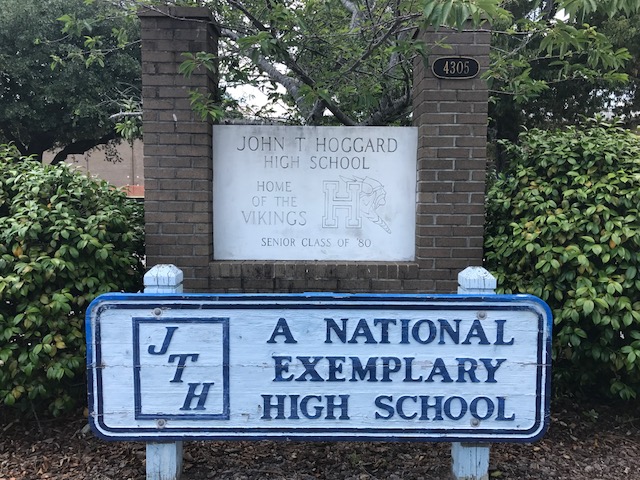 4305
JOHN T HOGGARD
HIGH SCHOOL
HOME
OF THE
VIKINGS
H
SENIOR CLASS OF '80
JTH
A NATIONAL
EXEMPLARY
HIGH SCHOOL